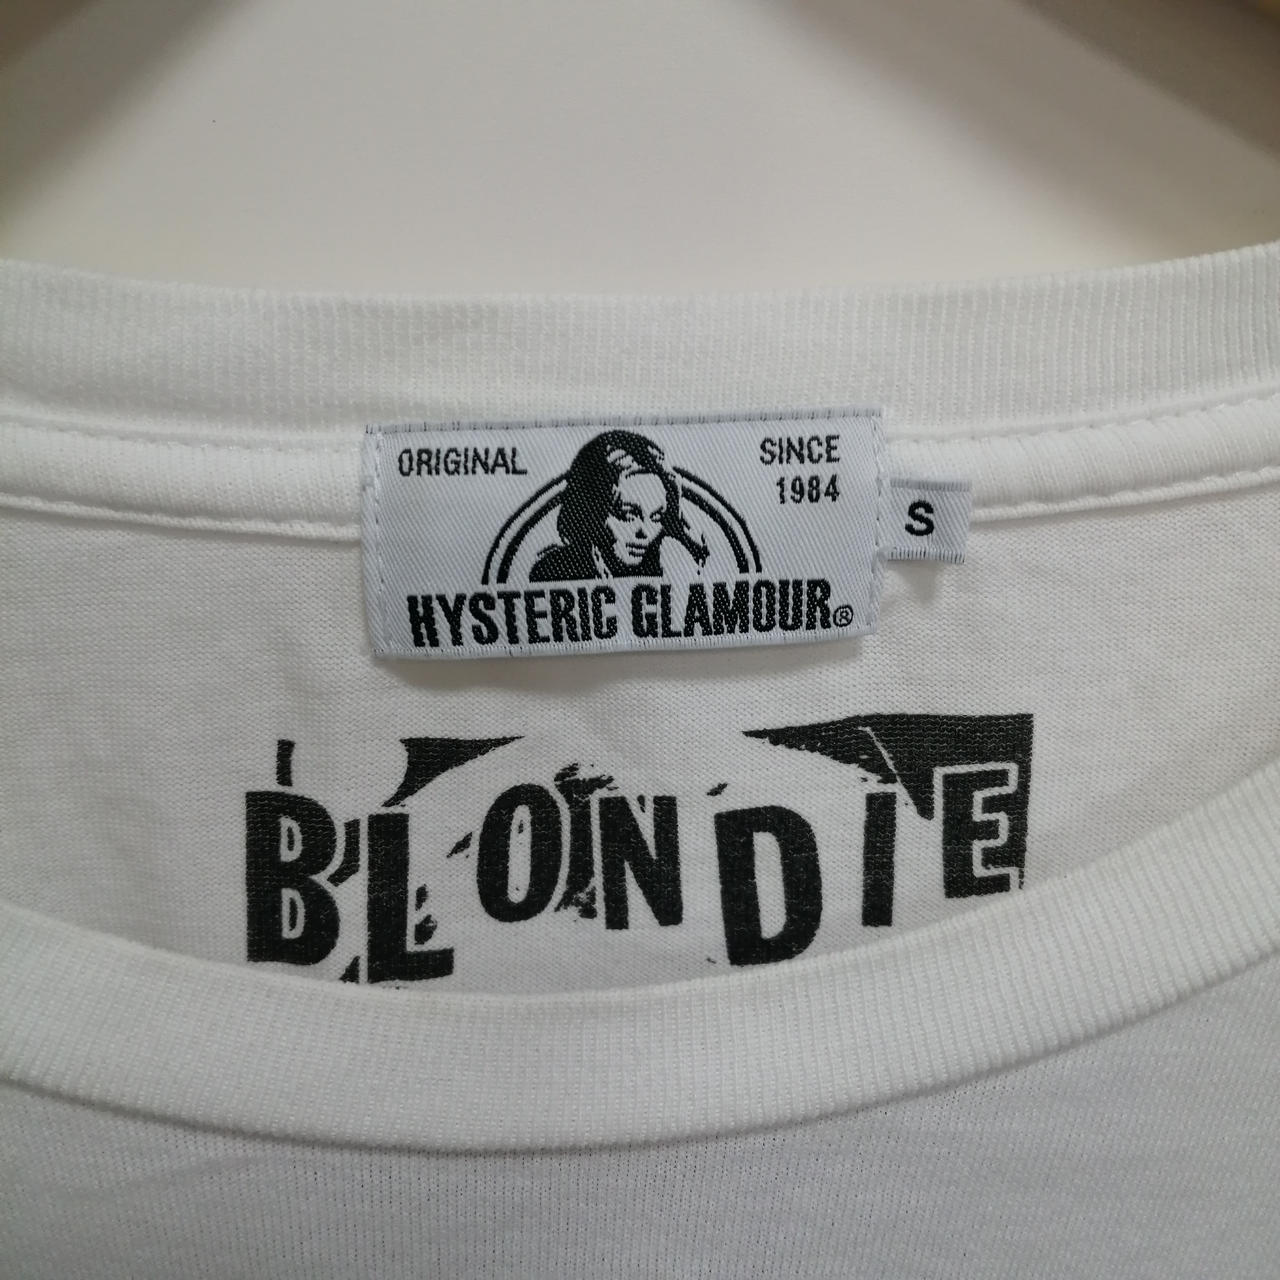 ORIGINAL
SINCE
1984
HYSTERIC GLAMOUR®
S
BLONDIE